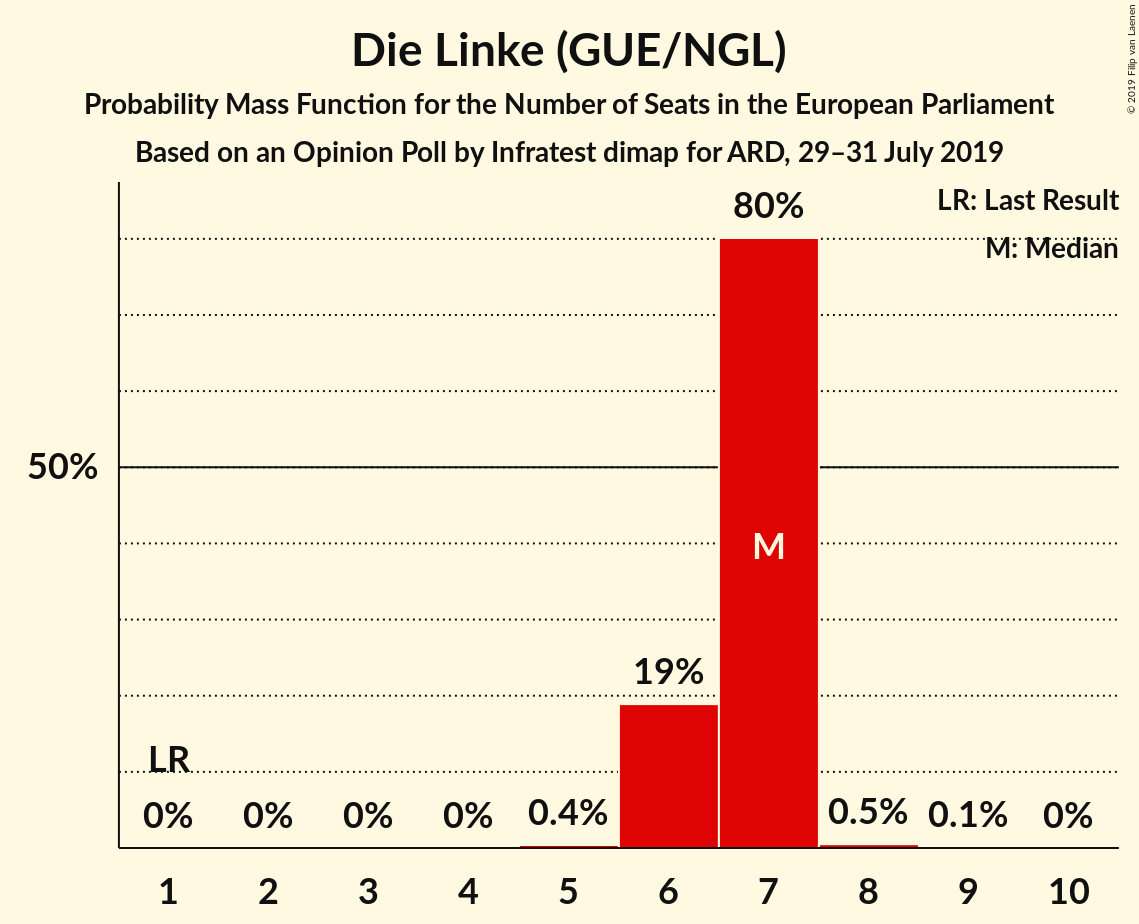 Die Linke (GUE/NGL)
Probability Mass Function for the Number of Seats in the European Parliament
Based on an Opinion Poll by Infratest dimap for ARD, 29–31 July 2019
© 2019 Filip van Laenen
LR: Last Result
M: Median
80%
50%
M
19%
LR
0% 0% 0% 0% 0.4% 0.5% 0.1% 0%
1 2 3 4 5 6 7 8 9 10